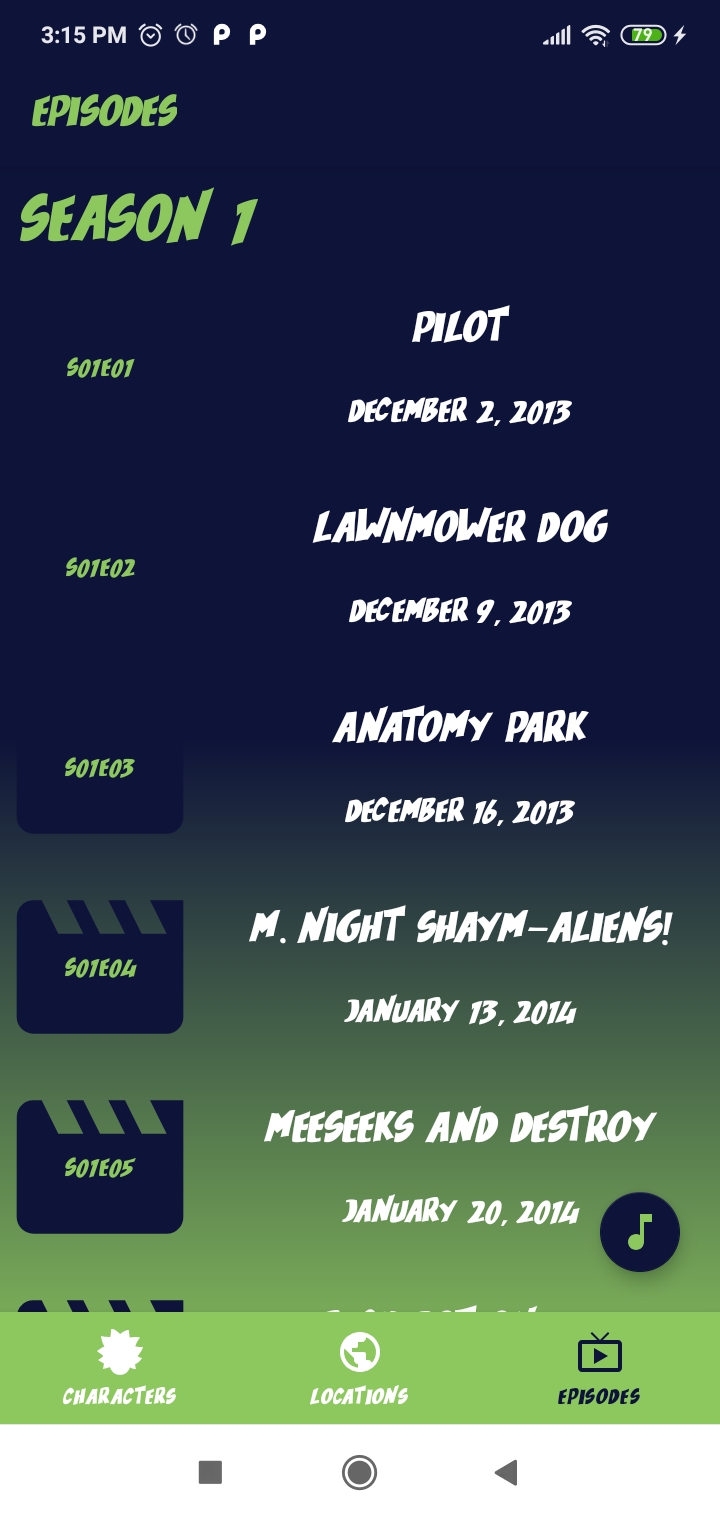 3:15 PM
79
EPISODES
SEASON 1
S01E01
PILOT
DECEMBER 2, 2013
S01E02
LAWNMOWER DOG
DECEMBER 9, 2013
S01E03
ANATOMY PARK
DECEMBER 16, 2013
S01E04
M. NIGHT SHAYM-ALIENS!
JANUARY 13, 2014
S01E05
MEESEEKS AND DESTROY
JANUARY 20, 2014
CHARACTERS
LOCATIONS
EPISODES